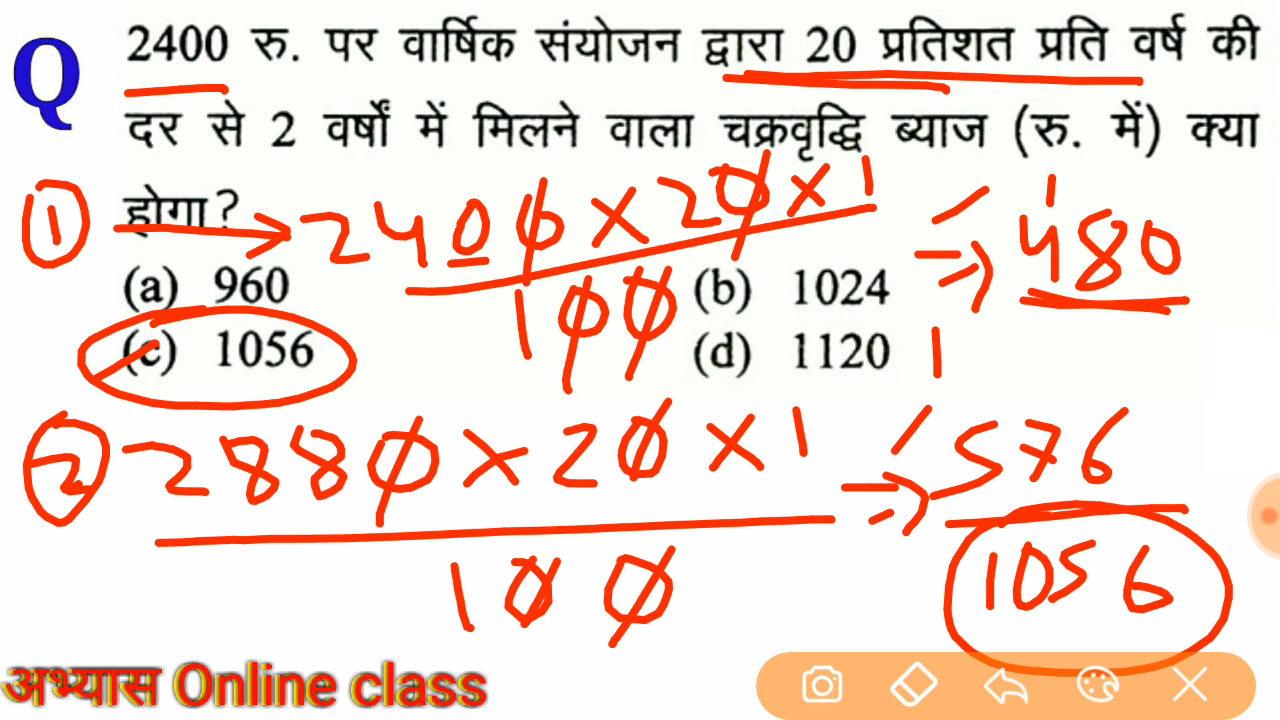 Q 2400 रु. पर वार्षिक संयोजन द्वारा 20 प्रतिशत प्रति वर्ष की
दर से 2 वर्षों में मिलने वाला चक्रवृद्धि ब्याज (रु. में) क्या
होगा?
① 2400 × 20 × 1 ⇒ 480
100
(a) 960 (b) 1024
(c) 1056 (d) 1120
② 2880 × 20 × 1 ⇒ 576
100
1056
अभ्यास Online class